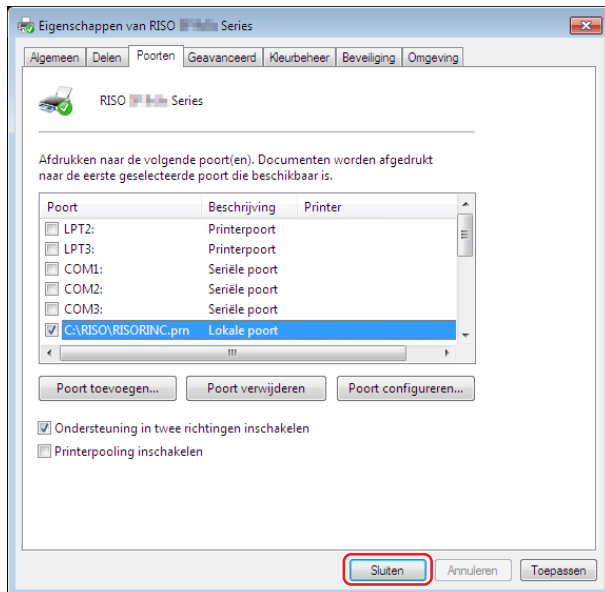 Eigenschappen van RISO Series
Algemeen Delen Poorten Geavanceerd Kleurbeheer Beveiliging Omgeving
RISO Series
Afdrukken naar de volgende poort(en). Documenten worden afgedrukt
naar de eerste geselecteerde poort die beschikbaar is.
Poort Beschrijving Printer
LPT2: Printerpoort
LPT3: Printerpoort
COM1: Seriële poort
COM2: Seriële poort
COM3: Seriële poort
C:\RISO\RISORINC.prn Lokale poort
Poort toevoegen... Poort verwijderen Poort configureren...
Ondersteuning in twee richtingen inschakelen
Printerpooling inschakelen
Sluiten Annuleren Toepassen